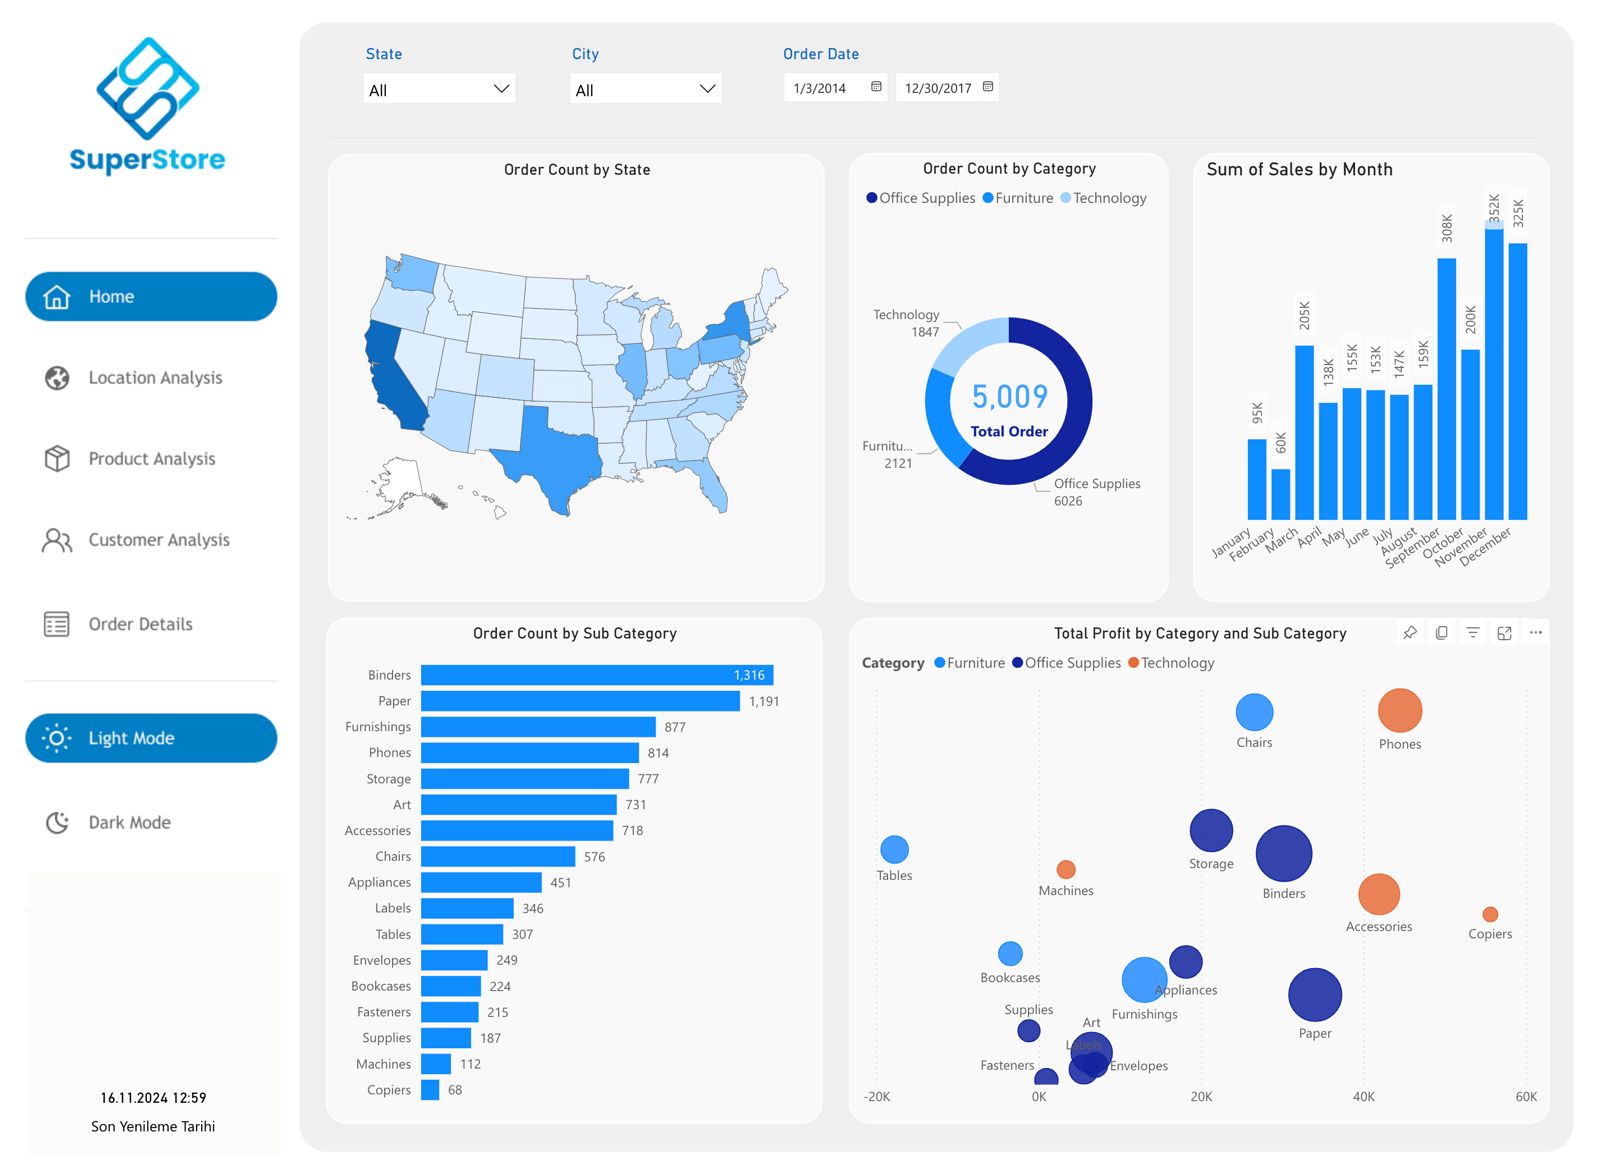 SuperStore
Home
Location Analysis
Product Analysis
Customer Analysis
Order Details
Light Mode
Dark Mode
16.11.2024 12:59
Son Yenileme Tarihi
State
All
City
All
Order Date
1/3/2014
12/30/2017
Order Count by State
Order Count by Category
Office Supplies Furniture Technology
Technology
1847
Furnitu...
2121
5,009
Total Order
Office Supplies
6026
Sum of Sales by Month
95K
60K
205K
138K
155K
153K
147K
159K
308K
200K
352K
325K
January
February
March
April
May
June
July
August
September
October
November
December
Order Count by Sub Category
Binders 1,316
Paper 1,191
Furnishings 877
Phones 814
Storage 777
Art 731
Accessories 718
Chairs 576
Appliances 451
Labels 346
Tables 307
Envelopes 249
Bookcases 224
Fasteners 215
Supplies 187
Machines 112
Copiers 68
Total Profit by Category and Sub Category
Category Furniture Office Supplies Technology
Chairs
Phones
Storage
Binders
Tables
Machines
Accessories
Copiers
Bookcases
Appliances
Furnishings
Supplies
Paper
Art
Labels
Fasteners
Envelopes
-20K 0K 20K 40K 60K